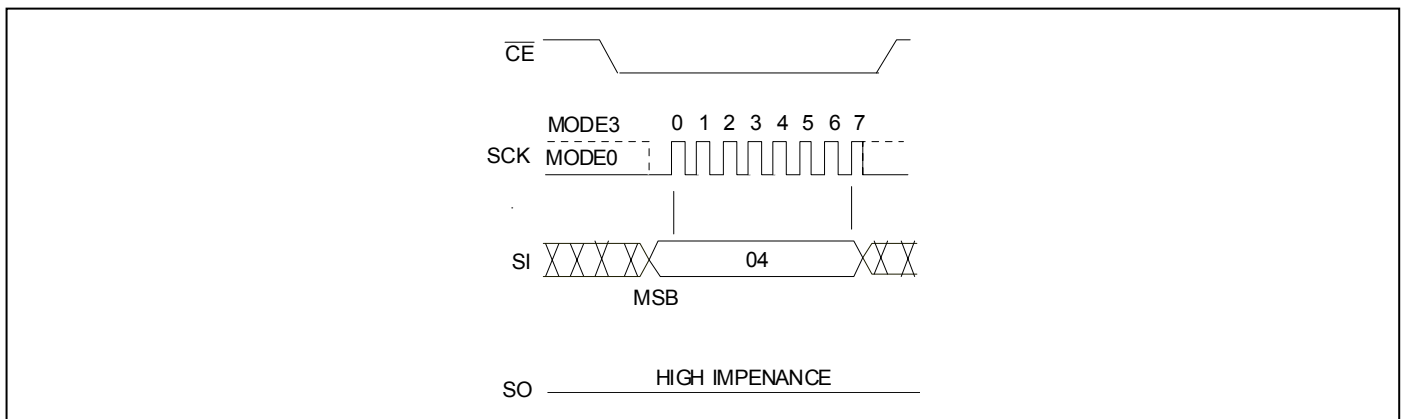 CE
MODE3 0 1 2 3 4 5 6 7
SCK MODE0
SI 04
MSB
HIGH IMPENANCE
SO